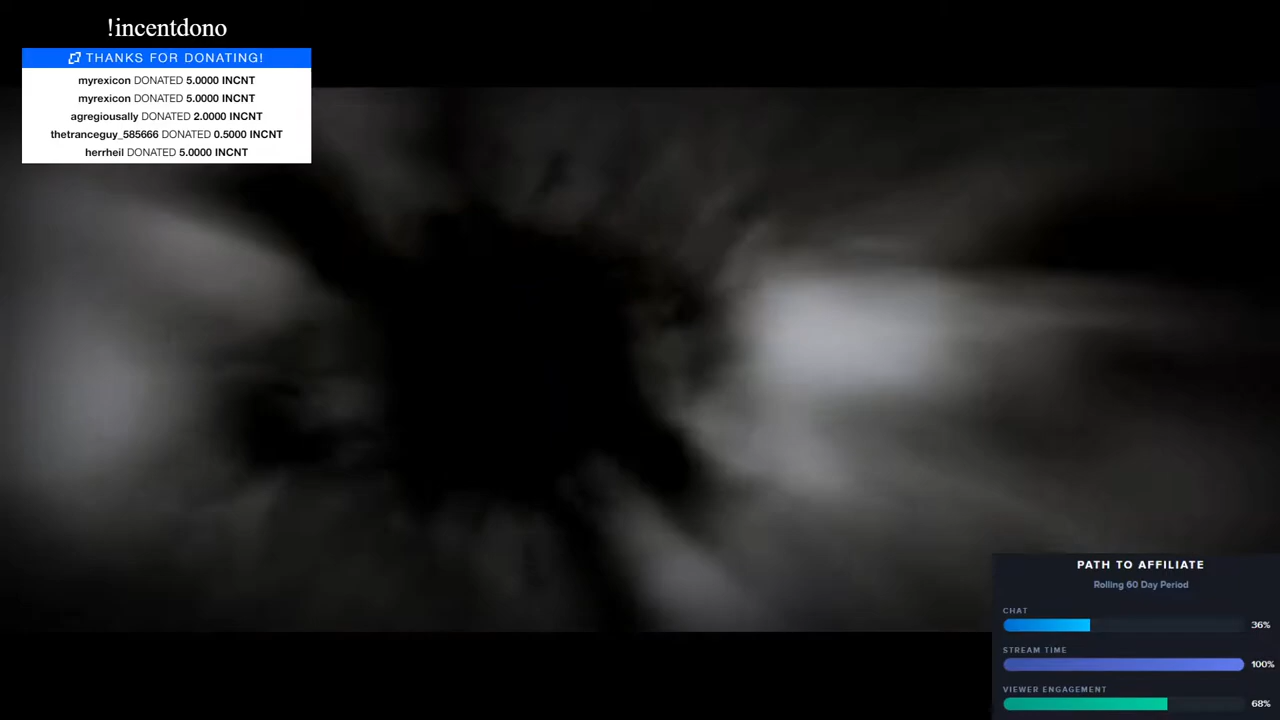 !incentdono
THANKS FOR DONATING!
myrexicon DONATED 5.0000 INCNT
myrexicon DONATED 5.0000 INCNT
agregiousally DONATED 2.0000 INCNT
thetranceguy_585666 DONATED 0.5000 INCNT
herrheil DONATED 5.0000 INCNT
PATH TO AFFILIATE
Rolling 60 Day Period
CHAT
36%
STREAM TIME
100%
VIEWER ENGAGEMENT
68%